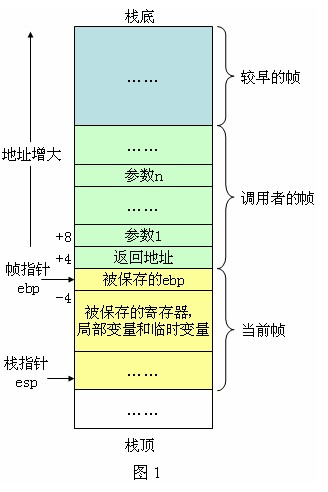 栈底
……
较早的帧
地址增大
……
参数n
……
调用者的帧
+8
参数1
+4
返回地址
帧指针
ebp
被保存的ebp
-4
被保存的寄存器，
局部变量和临时变量
当前帧
栈指针
esp
……
……
栈顶
图 1